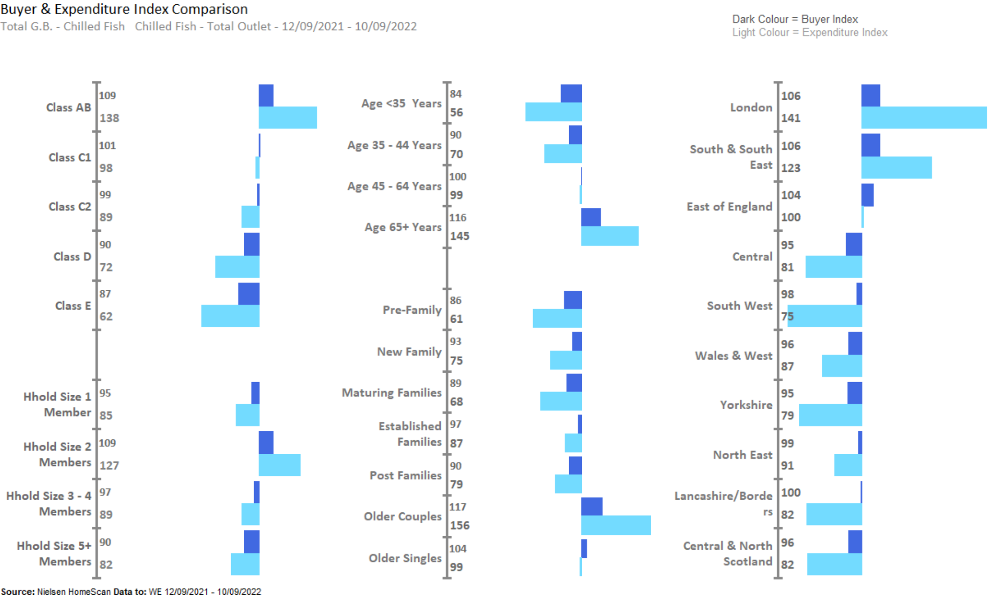 Buyer & Expenditure Index Comparison
Total G.B. - Chilled Fish   Chilled Fish - Total Outlet - 12/09/2021 - 10/09/2022
Dark Colour = Buyer Index
Light Colour = Expenditure Index
Class AB
109
138
Class C1
101
98
Class C2
99
89
Class D
90
72
Class E
87
62
Hhold Size 1
Member
95
85
Hhold Size 2
Members
109
127
Hhold Size 3 - 4
Members
97
89
Hhold Size 5+
Members
90
82
Age <35  Years
84
56
Age 35 - 44 Years
90
70
Age 45 - 64 Years
100
99
Age 65+ Years
116
145
Pre-Family
86
61
New Family
93
75
Maturing Families
89
68
Established
Families
97
87
Post Families
90
79
Older Couples
117
156
Older Singles
104
99
London
106
141
South & South
East
106
123
East of England
104
100
Central
95
81
South West
98
75
Wales & West
96
87
Yorkshire
95
79
North East
99
91
Lancashire/Borde
rs
100
82
Central & North
Scotland
96
82
Source: Nielsen HomeScan Data to: WE 12/09/2021 - 10/09/2022